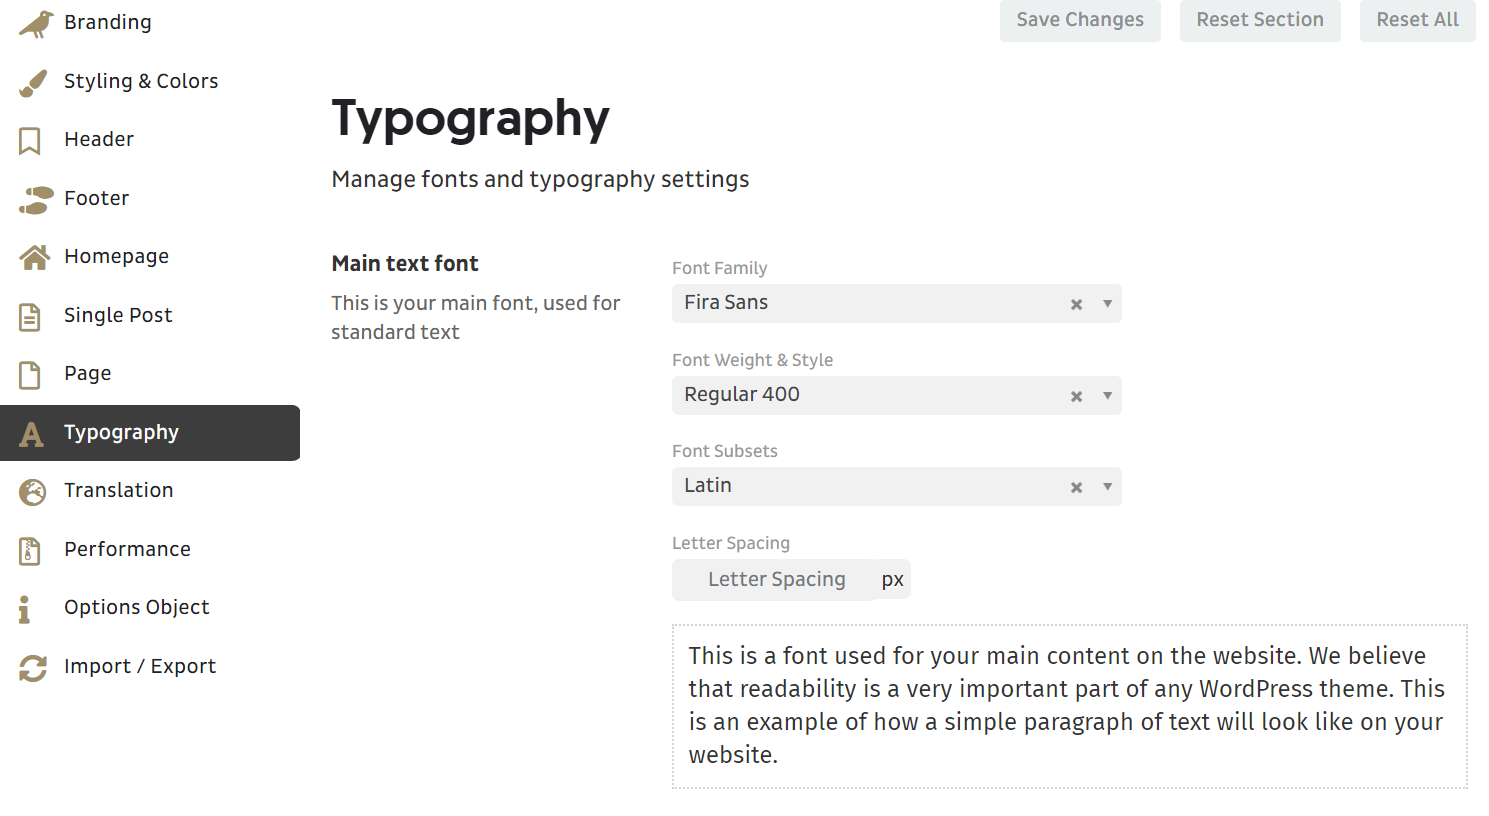 Branding
Styling & Colors
Header
Footer
Homepage
Single Post
Page
Typography
Translation
Performance
Options Object
Import / Export
Save Changes
Reset Section
Reset All
Typography
Manage fonts and typography settings
Main text font
This is your main font, used for
standard text
Font Family
Fira Sans
Font Weight & Style
Regular 400
Font Subsets
Latin
Letter Spacing
Letter Spacing px
This is a font used for your main content on the website. We believe
that readability is a very important part of any WordPress theme. This
is an example of how a simple paragraph of text will look like on your
website.